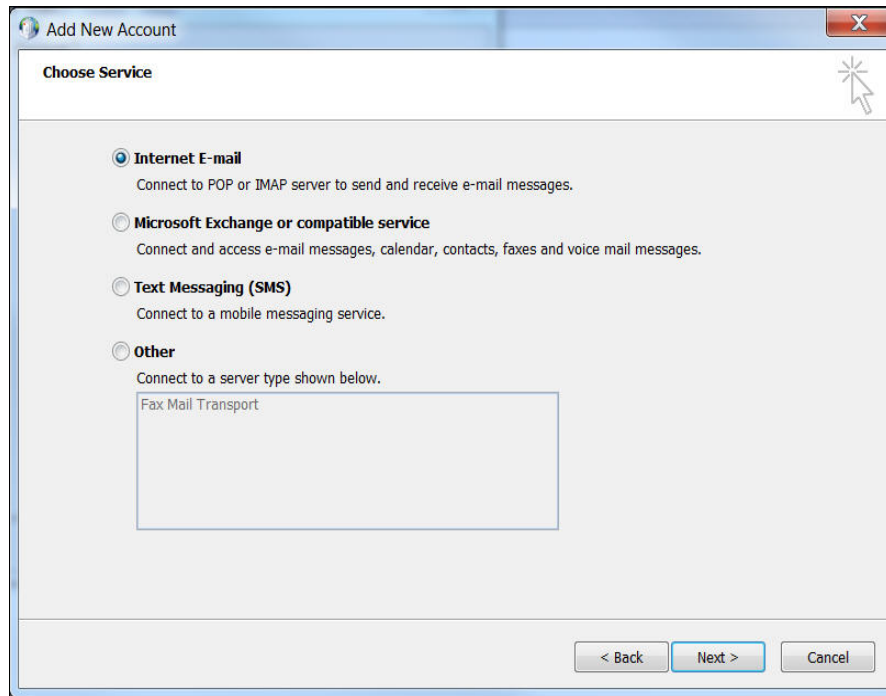 Add New Account
Choose Service
Internet E-mail
Connect to POP or IMAP server to send and receive e-mail messages.
Microsoft Exchange or compatible service
Connect and access e-mail messages, calendar, contacts, faxes and voice mail messages.
Text Messaging (SMS)
Connect to a mobile messaging service.
Other
Connect to a server type shown below.
Fax Mail Transport
< Back Next > Cancel